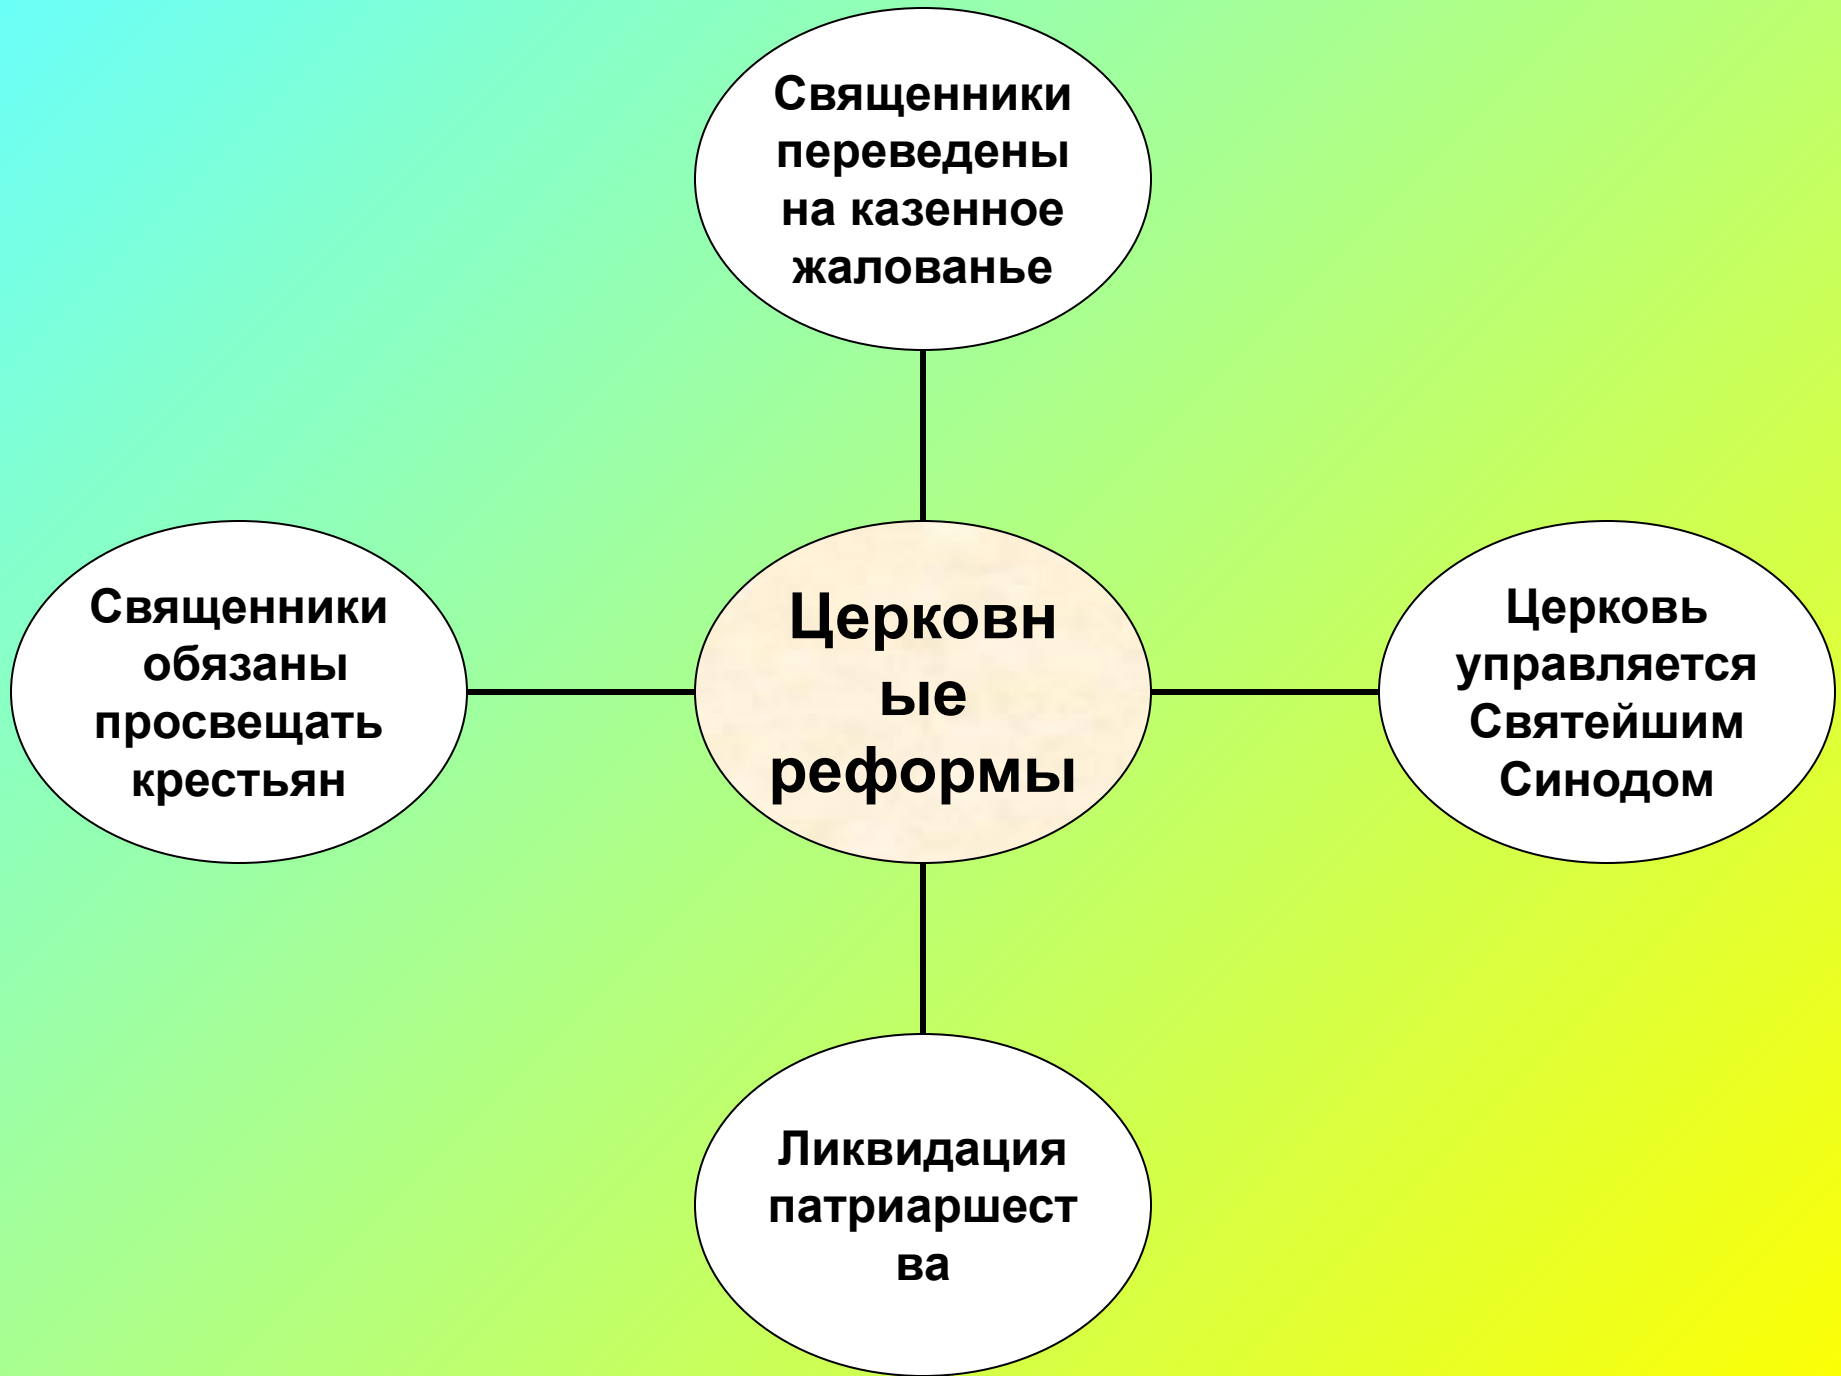 Священники
переведены
на казенное
жалованье
Священники
обязаны
просвещать
крестьян
Церковн
ые
реформы
Церковь
управляется
Святейшим
Синодом
Ликвидация
патриаршест
ва